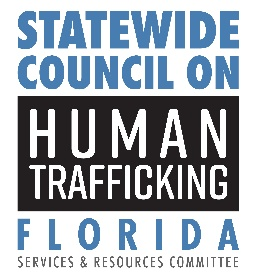 STATEWIDE
COUNCIL ON
HUMAN
TRAFFICKING
FLORIDA
SERVICES & RESOURCES COMMITTEE